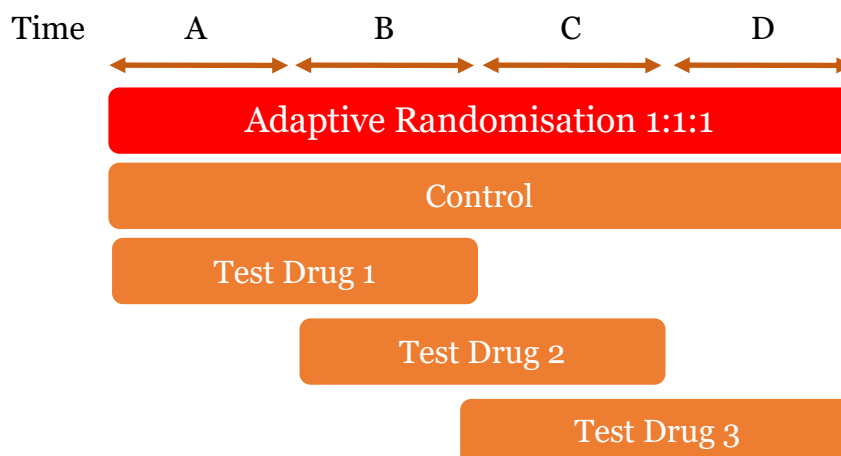 Time A B C D
Adaptive Randomisation 1:1:1
Control
Test Drug 1
Test Drug 2
Test Drug 3